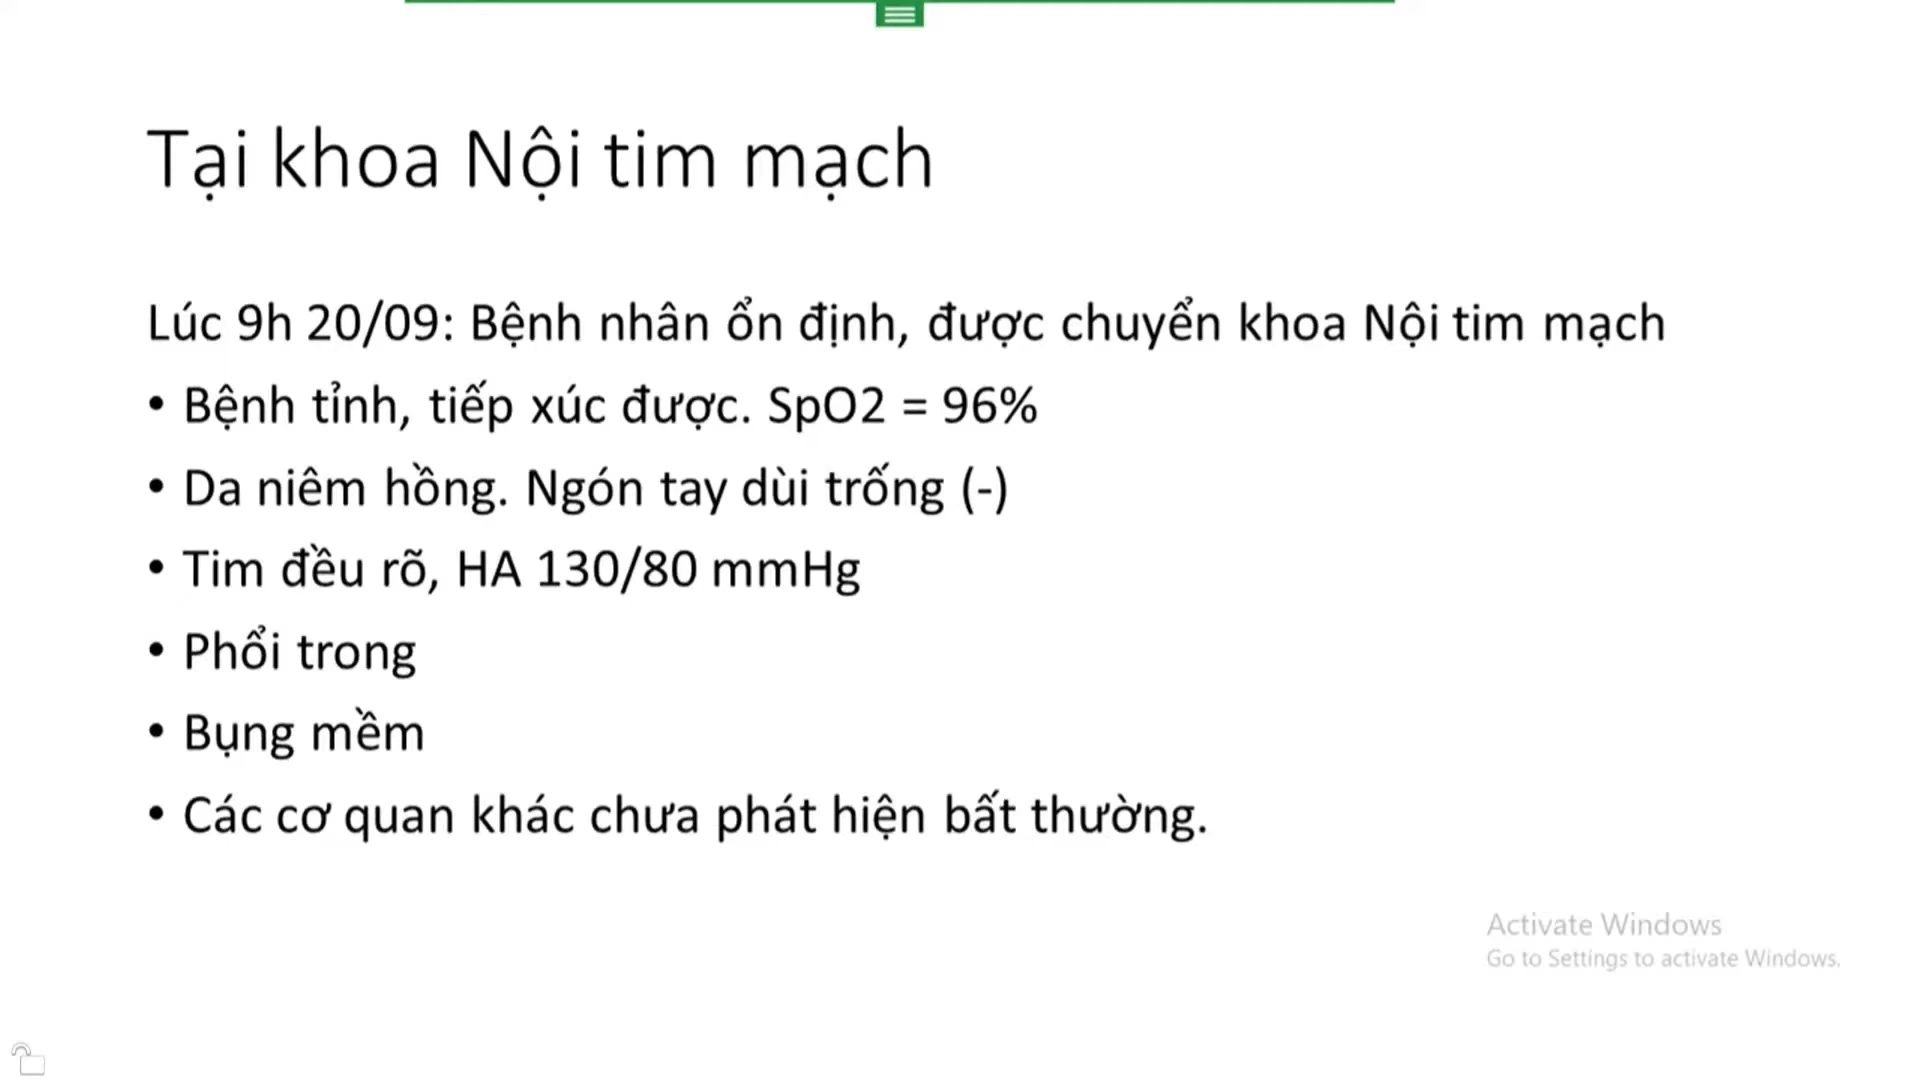 Tại khoa Nội tim mạch
Lúc 9h 20/09: Bệnh nhân ổn định, được chuyển khoa Nội tim mạch
• Bệnh tỉnh, tiếp xúc được. SpO2 = 96%
• Da niêm hồng. Ngón tay dùi trống (-)
• Tim đều rõ, HA 130/80 mmHg
• Phổi trong
• Bụng mềm
• Các cơ quan khác chưa phát hiện bất thường.
Activate Windows
Go to Settings to activate Windows.